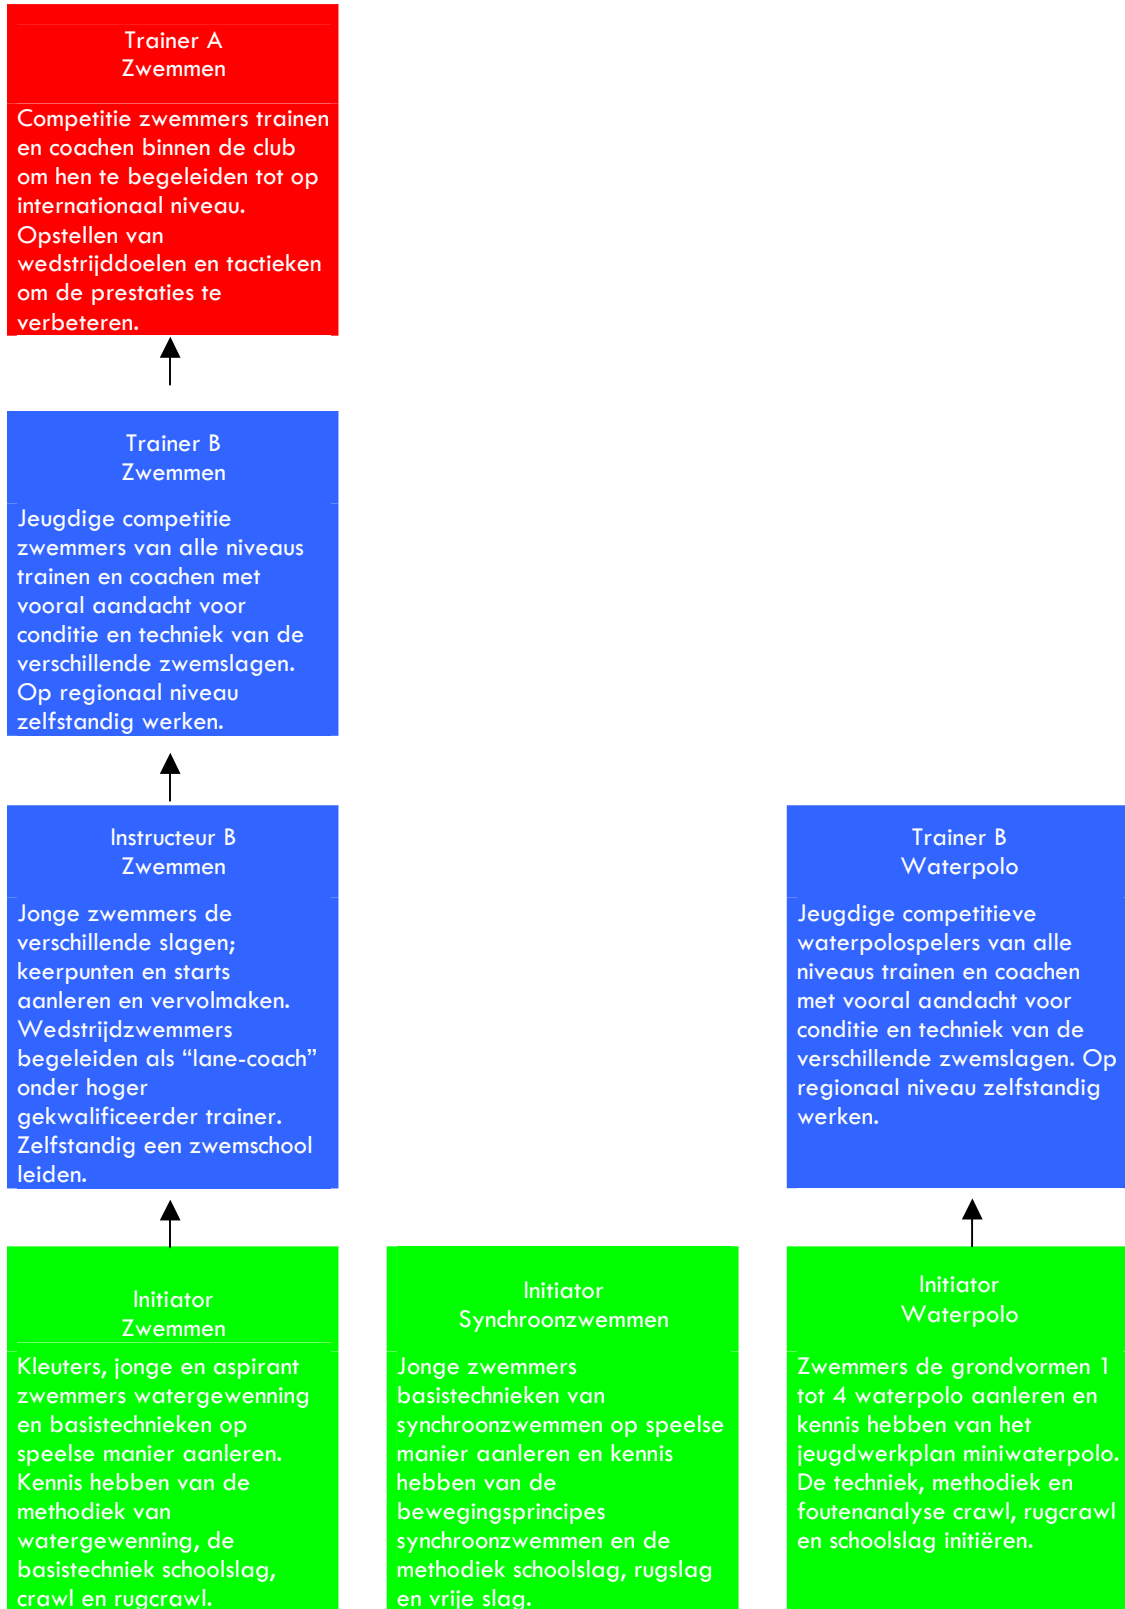 Trainer A
Zwemmen
Competitie zwemmers trainen
en coachen binnen de club
om hen te begeleiden tot op
internationaal niveau.
Opstellen van
wedstrijddoelen en tactieken
om de prestaties te
verbeteren.
Trainer B
Zwemmen
Jeugdige competitie
zwemmers van alle niveaus
trainen en coachen met
vooral aandacht voor
conditie en techniek van de
verschillende zwemslagen.
Op regionaal niveau
zelfstandig werken.
Instructeur B
Zwemmen
Jonge zwemmers de
verschillende slagen;
keerpunten en starts
aanleren en vervolmaken.
Wedstrijdzwemmers
begeleiden als “lane-coach”
onder hoger
gekwalificeerder trainer.
Zelfstandig een zwemschool
leiden.
Trainer B
Waterpolo
Jeugdige competitieve
waterpolospelers van alle
niveaus trainen en coachen
met vooral aandacht voor
conditie en techniek van de
verschillende zwemslagen. Op
regionaal niveau zelfstandig
werken.
Initiator
Zwemmen
Kleuters, jonge en aspirant
zwemmers watergewenning
en basistechnieken op
speelse manier aanleren.
Kennis hebben van de
methodiek van
watergewenning, de
basistechniek schoolslag,
crawl en rugcrawl.
Initiator
Synchroonzwemmen
Jonge zwemmers
basistechnieken van
synchroonzwemmen op speelse
manier aanleren en kennis
hebben van de
bewegingsprincipes
synchroonzwemmen en de
methodiek schoolslag, rugslag
en vrije slag.
Initiator
Waterpolo
Zwemmers de grondvormen 1
tot 4 waterpolo aanleren en
kennis hebben van het
jeugdwerkplan miniwaterpolo.
De techniek, methodiek en
foutenanalyse crawl, rugcrawl
en schoolslag initiëren.